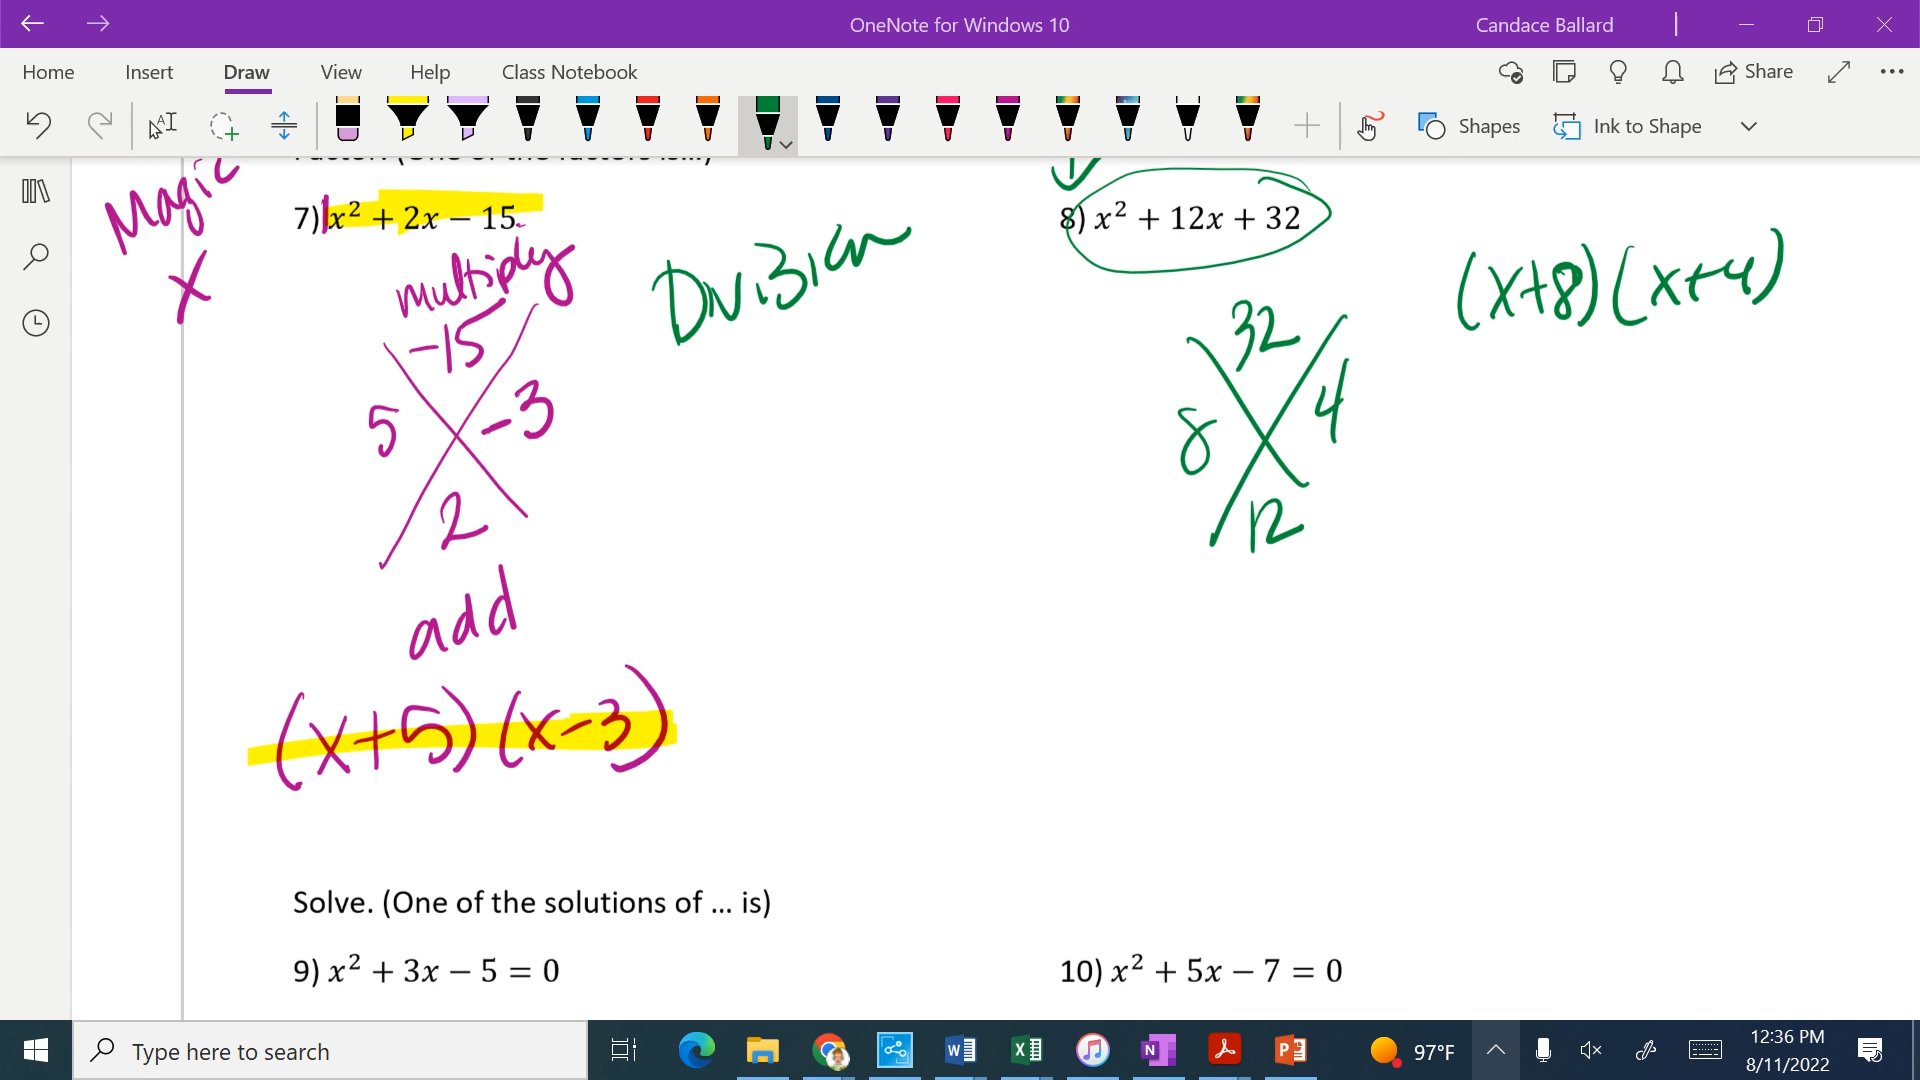 OneNote for Windows 10
Candace Ballard
Home Insert Draw View Help Class Notebook
Share
Shapes
Ink to Shape
Magic
X
7) 1x² + 2x − 15
multiply
-15
5 -3
2
add
(x+5)(x-3)
Division
8) x² + 12x + 32
32
8 4
12
(x+8)(x+4)
Solve. (One of the solutions of ... is)
9) x² + 3x − 5 = 0
10) x² + 5x − 7 = 0
Type here to search
97°F
12:36 PM
8/11/2022